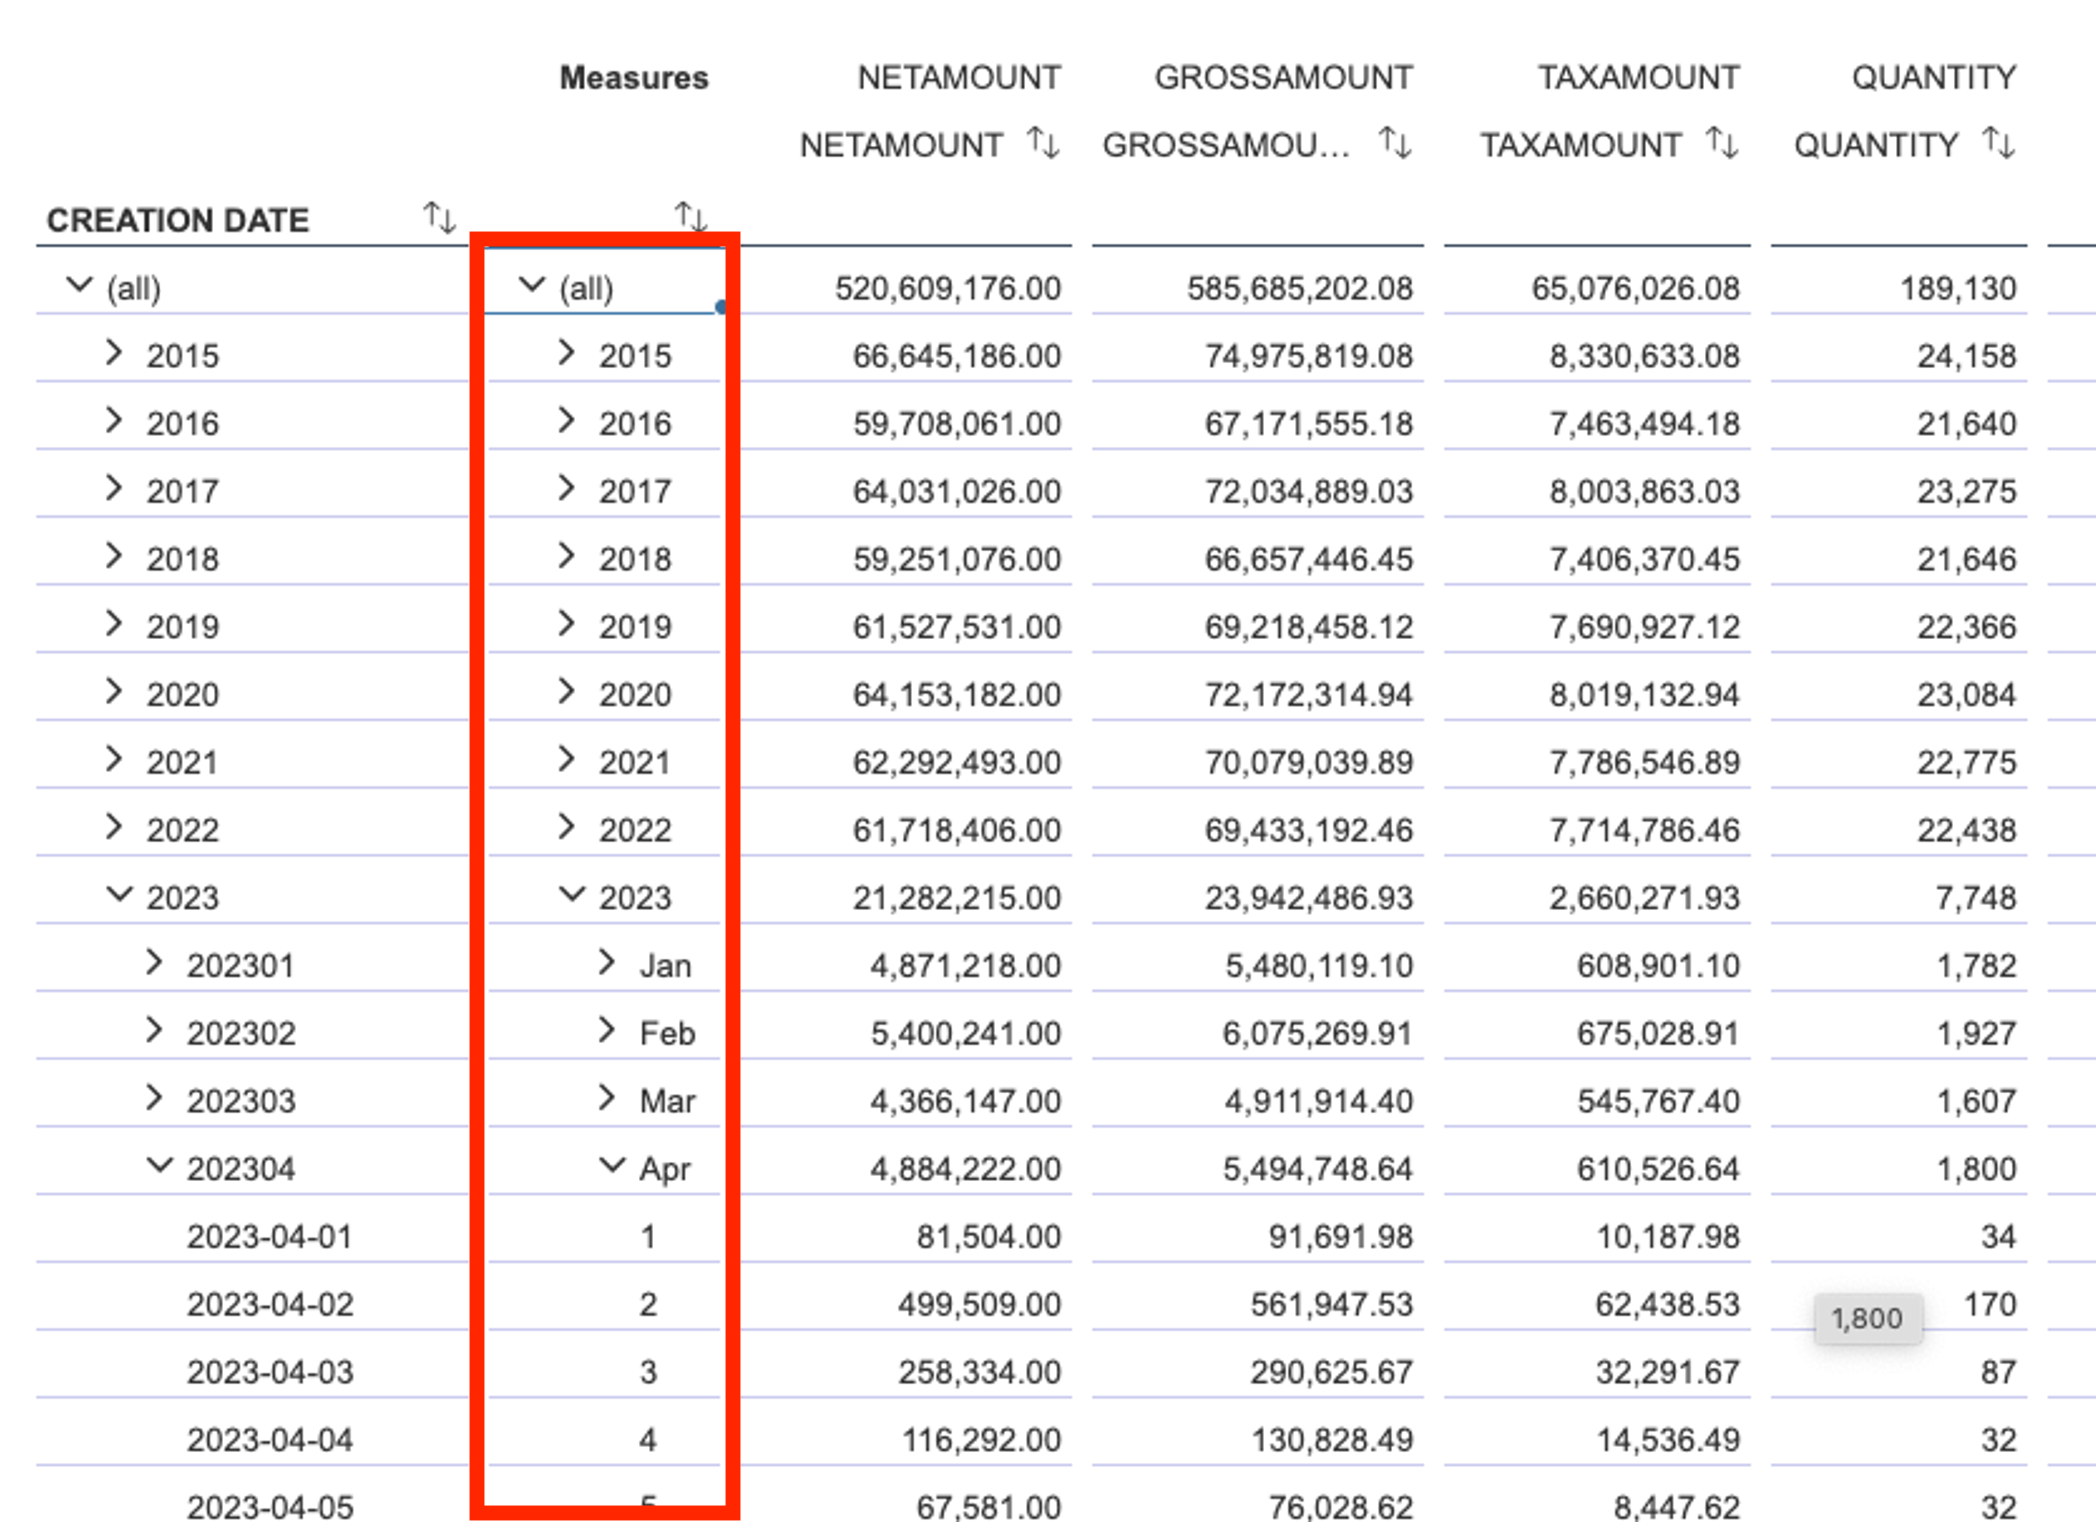 Measures NETAMOUNT GROSSAMOUNT TAXAMOUNT QUANTITY
NETAMOUNT GROSSAMOU... TAXAMOUNT QUANTITY
CREATION DATE
(all) (all) 520,609,176.00 585,685,202.08 65,076,026.08 189,130
2015 2015 66,645,186.00 74,975,819.08 8,330,633.08 24,158
2016 2016 59,708,061.00 67,171,555.18 7,463,494.18 21,640
2017 2017 64,031,026.00 72,034,889.03 8,003,863.03 23,275
2018 2018 59,251,076.00 66,657,446.45 7,406,370.45 21,646
2019 2019 61,527,531.00 69,218,458.12 7,690,927.12 22,366
2020 2020 64,153,182.00 72,172,314.94 8,019,132.94 23,084
2021 2021 62,292,493.00 70,079,039.89 7,786,546.89 22,775
2022 2022 61,718,406.00 69,433,192.46 7,714,786.46 22,438
2023 2023 21,282,215.00 23,942,486.93 2,660,271.93 7,748
202301 Jan 4,871,218.00 5,480,119.10 608,901.10 1,782
202302 Feb 5,400,241.00 6,075,269.91 675,028.91 1,927
202303 Mar 4,366,147.00 4,911,914.40 545,767.40 1,607
202304 Apr 4,884,222.00 5,494,748.64 610,526.64 1,800
2023-04-01 1 81,504.00 91,691.98 10,187.98 34
2023-04-02 2 499,509.00 561,947.53 62,438.53 170
1,800
2023-04-03 3 258,334.00 290,625.67 32,291.67 87
2023-04-04 4 116,292.00 130,828.49 14,536.49 32
2023-04-05 5 67,581.00 76,028.62 8,447.62 32